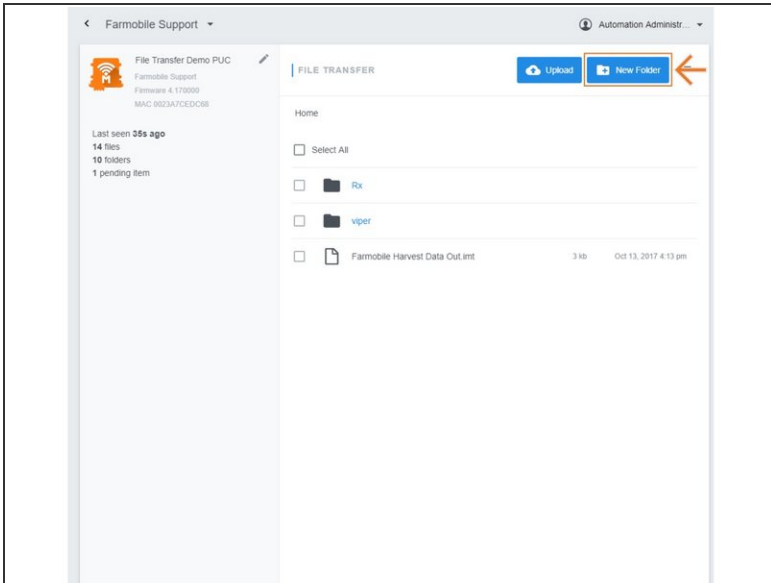 Farmobile Support
Automation Administr...
File Transfer Demo PUC
Farmobile Support
Firmware 4.170000
MAC 0023A7CEDC68
Last seen 35s ago
14 files
10 folders
1 pending item
FILE TRANSFER
Upload
New Folder
Home
Select All
Rx
viper
Farmobile Harvest Data Out.imt 3 kb Oct 13, 2017 4:13 pm